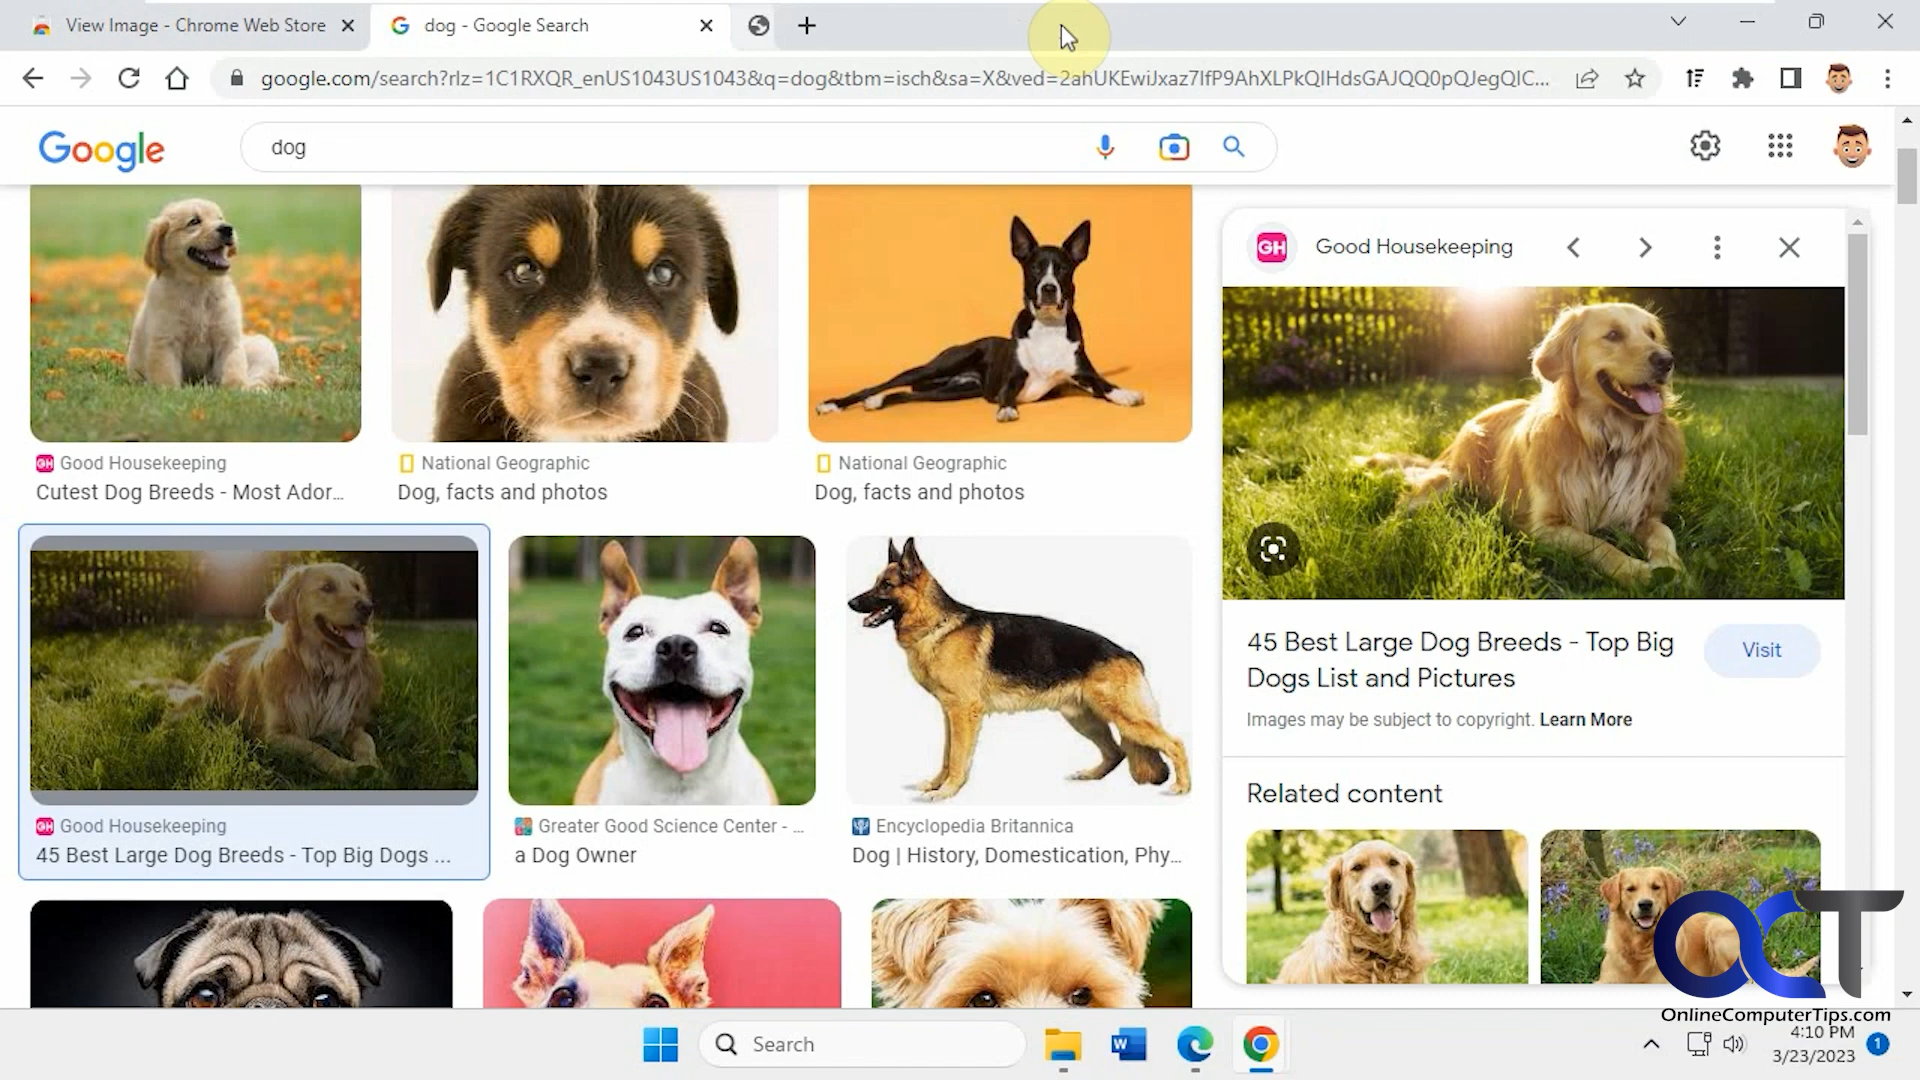 View Image - Chrome Web Store
dog - Google Search
google.com/search?rlz=1C1RXQR_enUS1043US1043&q=dog&tbm=isch&sa=X&ved=2ahUKEwiJxaz7lfP9AhXLPkQIHdsGAJQQ0pQJegQIC...
Google
dog
GH Good Housekeeping
Good Housekeeping
Cutest Dog Breeds - Most Ador...
National Geographic
Dog, facts and photos
National Geographic
Dog, facts and photos
45 Best Large Dog Breeds - Top Big
Dogs List and Pictures
Visit
Images may be subject to copyright. Learn More
Related content
GH Good Housekeeping
45 Best Large Dog Breeds - Top Big Dogs ...
Greater Good Science Center - ...
a Dog Owner
Encyclopedia Britannica
Dog | History, Domestication, Phy...
OCT
OnlineComputerTips.com
Search
W
4:10 PM
3/23/2023
1